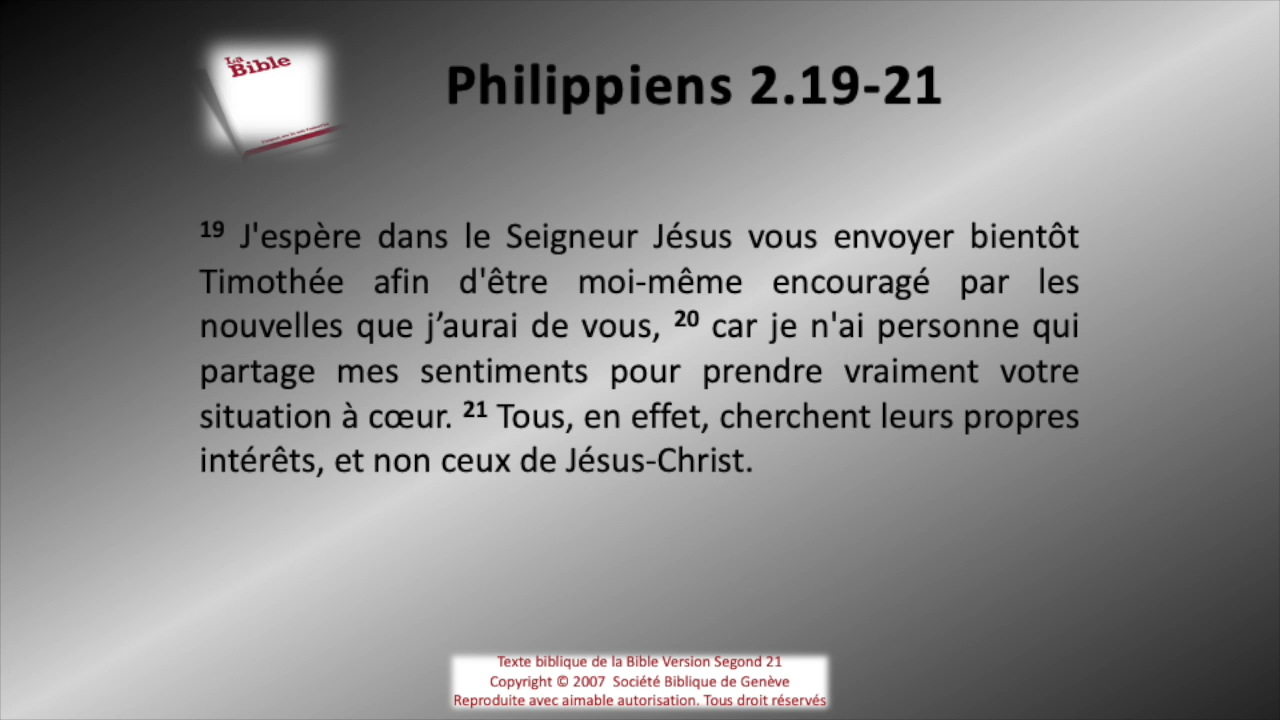 La
Bible
Philippiens 2.19-21
19 J'espère dans le Seigneur Jésus vous envoyer bientôt
Timothée afin d'être moi-même encouragé par les
nouvelles que j’aurai de vous, 20 car je n'ai personne qui
partage mes sentiments pour prendre vraiment votre
situation à cœur. 21 Tous, en effet, cherchent leurs propres
intérêts, et non ceux de Jésus-Christ.
Texte biblique de la Bible Version Segond 21
Copyright © 2007 Société Biblique de Genève
Reproduite avec aimable autorisation. Tous droit réservés